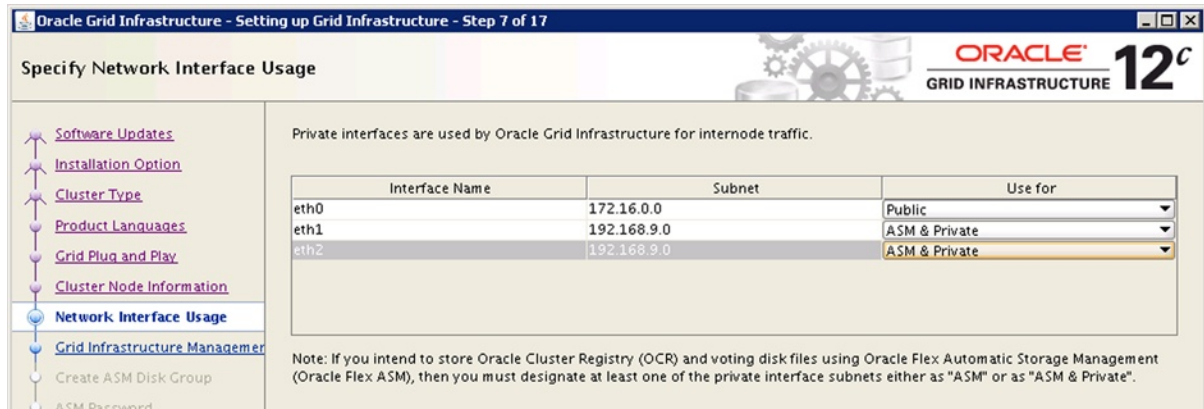 Oracle Grid Infrastructure - Setting up Grid Infrastructure - Step 7 of 17
Specify Network Interface Usage
ORACLE
GRID INFRASTRUCTURE
12c
Software Updates
Installation Option
Cluster Type
Product Languages
Grid Plug and Play
Cluster Node Information
Network Interface Usage
Grid Infrastructure Managemer
Create ASM Disk Group
ASM Password
Private interfaces are used by Oracle Grid Infrastructure for internode traffic.
Interface Name Subnet Use for
eth0 172.16.0.0 Public
eth1 192.168.9.0 ASM & Private
eth2 192.168.9.0 ASM & Private
Note: If you intend to store Oracle Cluster Registry (OCR) and voting disk files using Oracle Flex Automatic Storage Management
(Oracle Flex ASM), then you must designate at least one of the private interface subnets either as "ASM" or as "ASM & Private".